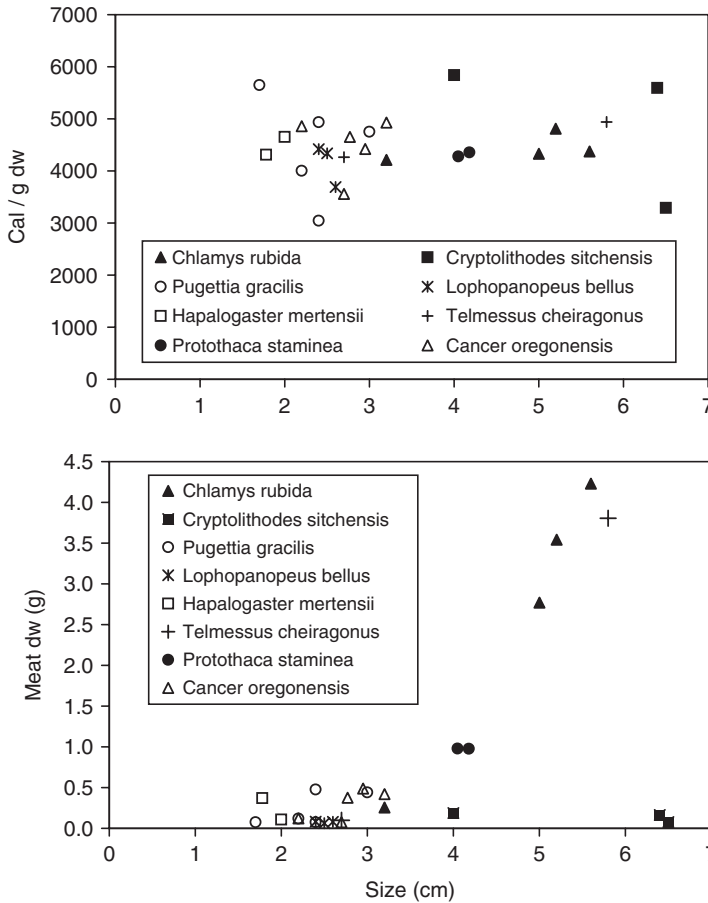 7000
6000
5000
4000
3000
2000
1000
0
Cal / g dw
Chlamys rubida
Cryptolithodes sitchensis
Pugettia gracilis
Lophopanopeus bellus
Hapalogaster mertensii
Telmessus cheiragonus
Protothaca staminea
Cancer oregonensis
0 1 2 3 4 5 6 7
4.5
4.0
3.5
3.0
2.5
2.0
1.5
1.0
0.5
0.0
Meat dw (g)
Chlamys rubida
Cryptolithodes sitchensis
Pugettia gracilis
Lophopanopeus bellus
Hapalogaster mertensii
Telmessus cheiragonus
Protothaca staminea
Cancer oregonensis
0 1 2 3 4 5 6 7
Size (cm)